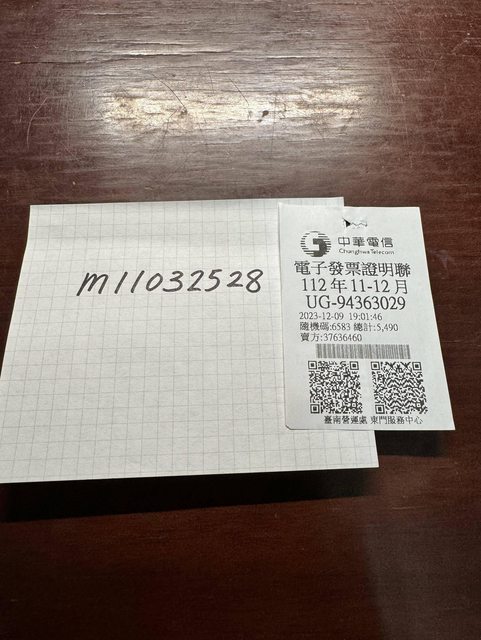 m11032528
中華電信
Chunghwa Telecom
電子發票證明聯
112年11-12月
UG-94363029
2023-12-09 19:01:46
隨機碼:6583 總計:5,490
賣方:37636460
臺南營運處 東門服務中心